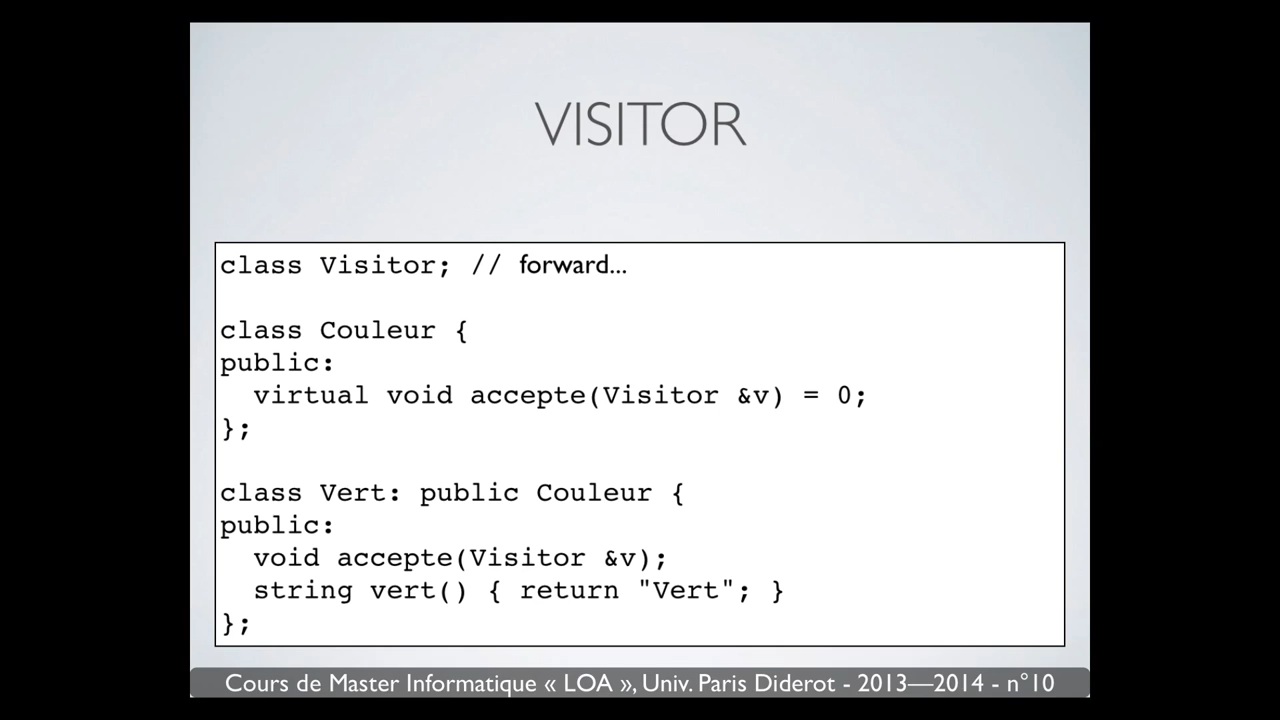 VISITOR
class Visitor; // forward...
class Couleur {
public:
  virtual void accepte(Visitor &v) = 0;
};
class Vert: public Couleur {
public:
  void accepte(Visitor &v);
  string vert() { return "Vert"; }
};
Cours de Master Informatique « LOA », Univ. Paris Diderot - 2013—2014 - n°10